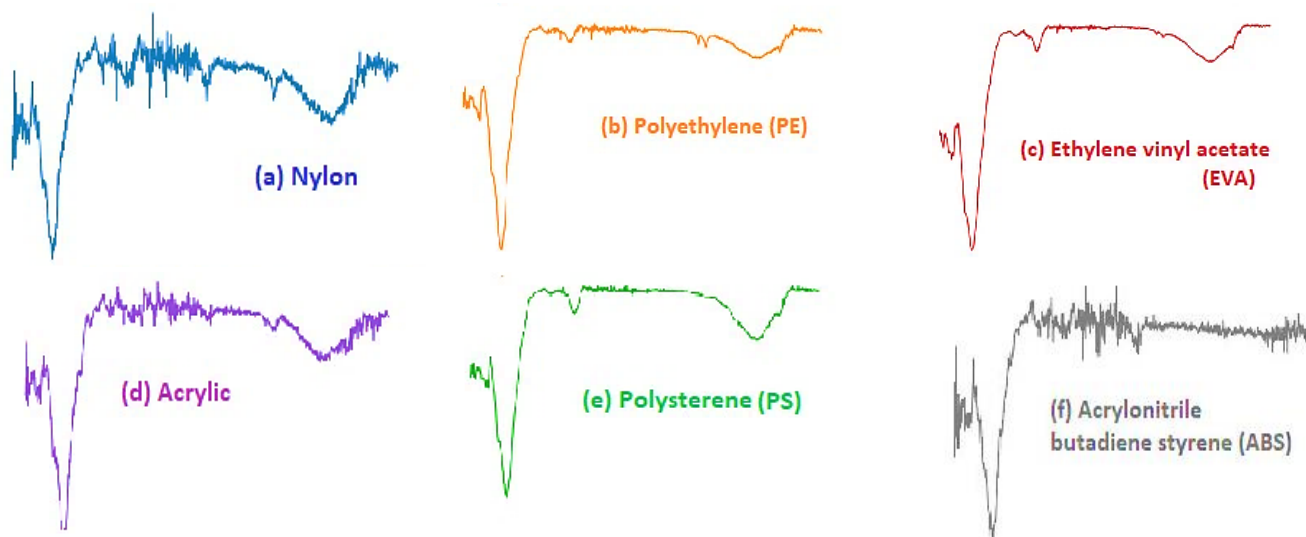 (a) Nylon
(b) Polyethylene (PE)
(c) Ethylene vinyl acetate
(EVA)
(d) Acrylic
(e) Polysterene (PS)
(f) Acrylonitrile
butadiene styrene (ABS)